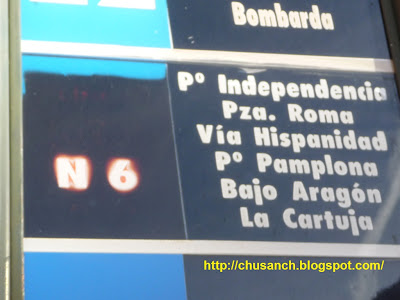 Bombarda
Pº Independencia
Pza. Roma
Vía Hispanidad
N 6
Pº Pamplona
Bajo Aragón
La Cartuja
http://chusanch.blogspot.com/